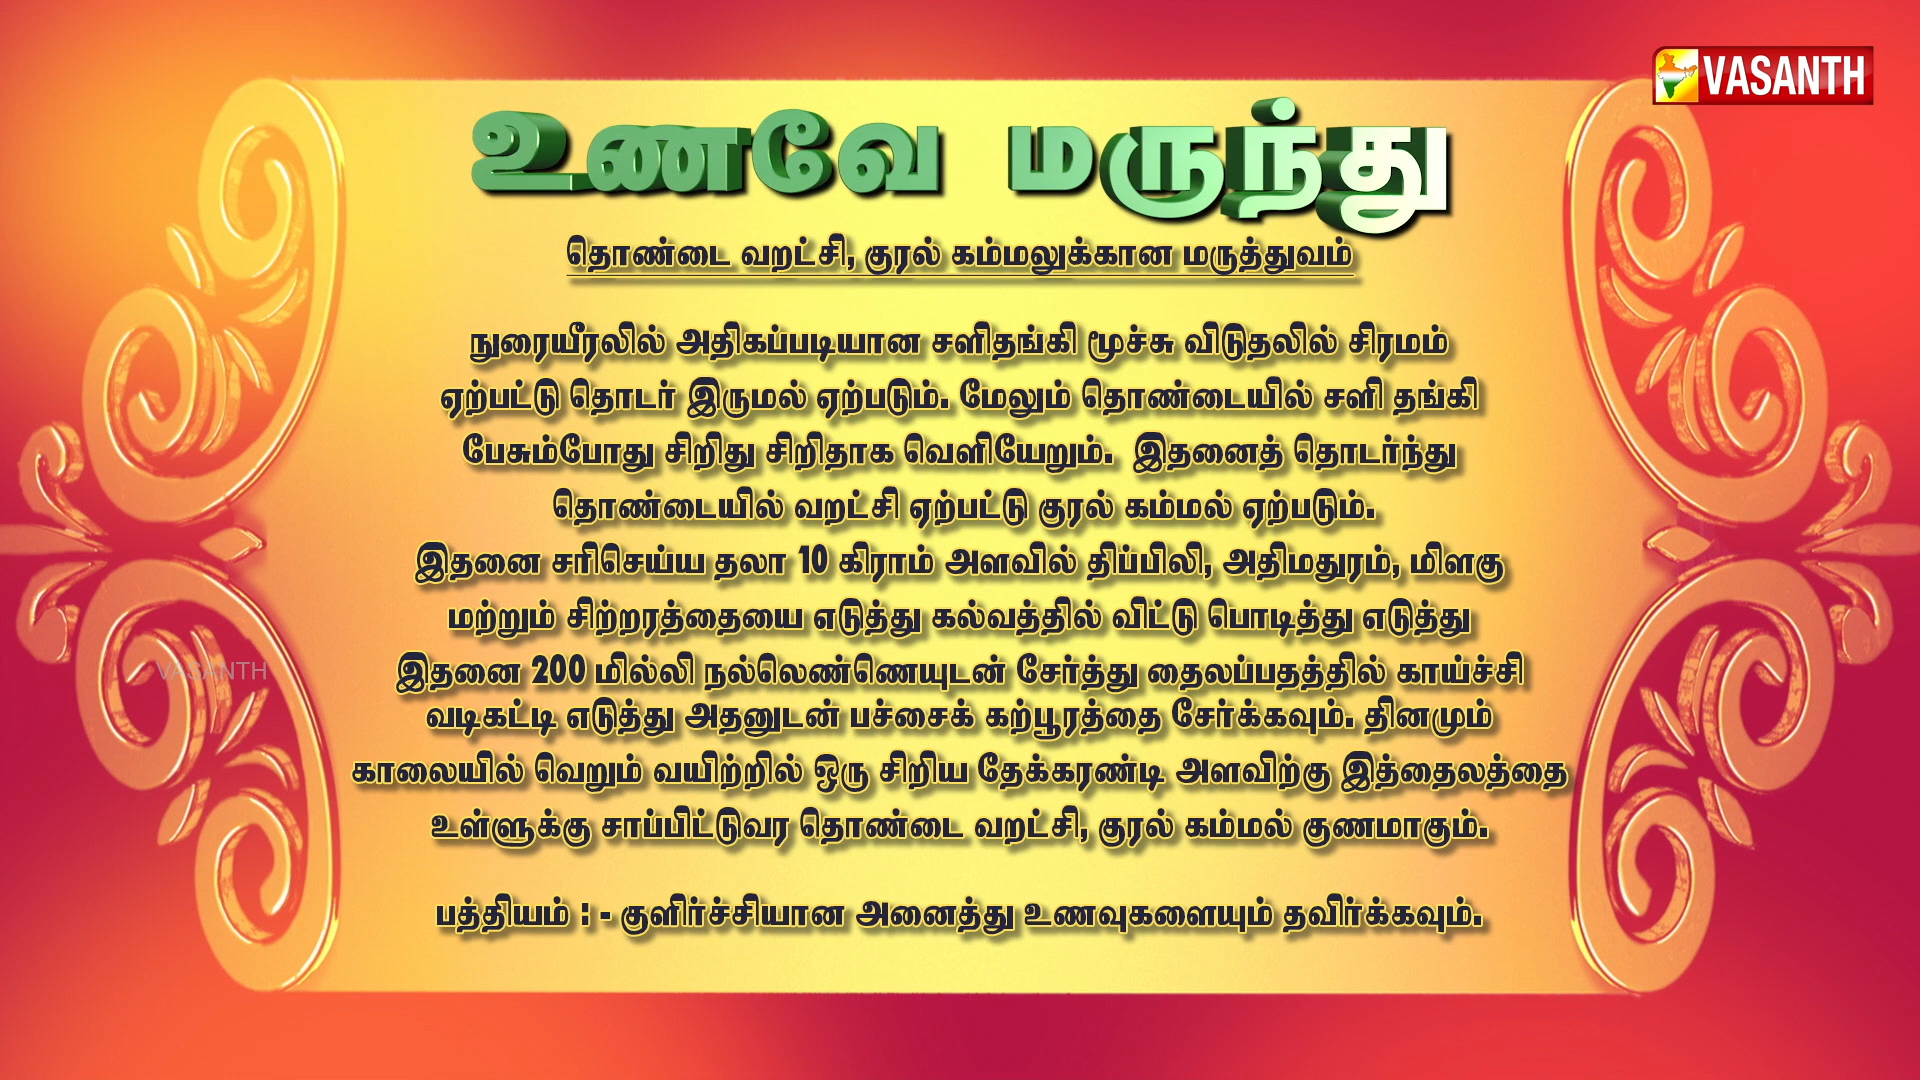 VASANTH
உணவே மருந்து
தொண்டை வறட்சி, குரல் கம்மலுக்கான மருத்துவம்
நுரையீரலில் அதிகப்படியான சளிதங்கி மூச்சு விடுதலில் சிரமம்
ஏற்பட்டு தொடர் இருமல் ஏற்படும். மேலும் தொண்டையில் சளி தங்கி
பேசும்போது சிறிது சிறிதாக வெளியேறும். இதனைத் தொடர்ந்து
தொண்டையில் வறட்சி ஏற்பட்டு குரல் கம்மல் ஏற்படும்.
இதனை சரிசெய்ய தலா 10 கிராம் அளவில் திப்பிலி, அதிமதுரம், மிளகு
மற்றும் சிற்றரத்தையை எடுத்து கல்வத்தில் விட்டு பொடித்து எடுத்து
இதனை 200 மில்லி நல்லெண்ணெயுடன் சேர்த்து தைலப்பதத்தில் காய்ச்சி
வடிகட்டி எடுத்து அதனுடன் பச்சைக் கற்பூரத்தை சேர்க்கவும். தினமும்
காலையில் வெறும் வயிற்றில் ஒரு சிறிய தேக்கரண்டி அளவிற்கு இத்தைலத்தை
உள்ளுக்கு சாப்பிட்டுவர தொண்டை வறட்சி, குரல் கம்மல் குணமாகும்.
பத்தியம் : - குளிர்ச்சியான அனைத்து உணவுகளையும் தவிர்க்கவும்.
VASANTH